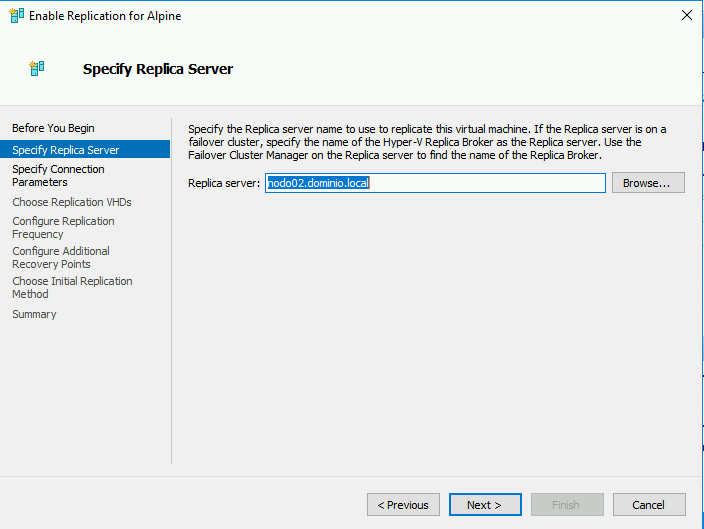 Enable Replication for Alpine
Specify Replica Server
Before You Begin
Specify Replica Server
Specify Connection
Parameters
Choose Replication VHDs
Configure Replication
Frequency
Configure Additional
Recovery Points
Choose Initial Replication
Method
Summary
Specify the Replica server name to use to replicate this virtual machine. If the Replica server is on a
failover cluster, specify the name of the Hyper-V Replica Broker as the Replica server. Use the
Failover Cluster Manager on the Replica server to find the name of the Replica Broker.
Replica server: nodo02.dominio.local Browse...
< Previous Next > Finish Cancel